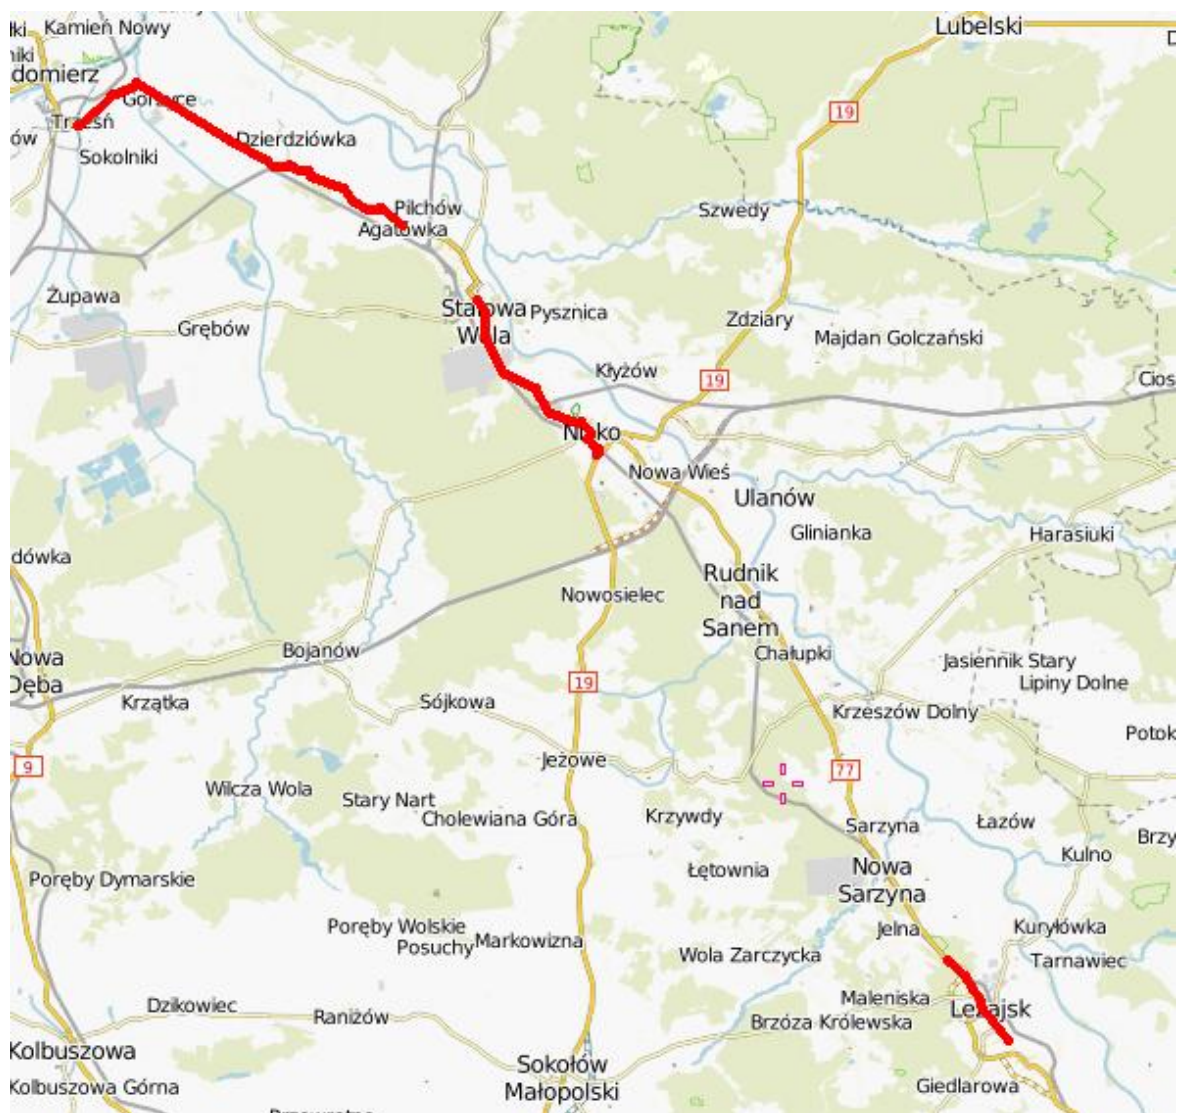 Kamień Nowy
Lubelski
domierz
Gorzyce
19
Trześń
ów
Dzierdziówka
Sokolniki
Pilchów
Szwedy
Agatówka
Żupawa
Stalowa
Wola
Pysznica
Grębów
Zdziary
Majdan Golczański
Kłyżów
19
Cios
Nisko
Nowa Wieś
Ulanów
Glinianka
Harasiuki
dówka
Rudnik
nad
Sanem
Nowosielec
Bojanów
Chałupki
Nowa
Dęba
Jasiennik Stary
Lipiny Dolne
19
Krzątka
Sójkowa
Krzeszów Dolny
Potok
Jeżowe
9
77
Wilcza Wola
Stary Nart
Cholewiana Góra
Krzywdy
Sarzyna
Łazów
Brzy
Kulno
Łętownia
Nowa
Sarzyna
Poręby Dymarskie
Poręby Wolskie
Posuchy
Markowizna
Jelna
Kuryłówka
Wola Zarczycka
Tarnawiec
Dzikowiec
Raniżów
Maleniska
Leżajsk
Brzóza Królewska
Kolbuszowa
Sokołów
Małopolski
Kolbuszowa Górna
Giedlarowa